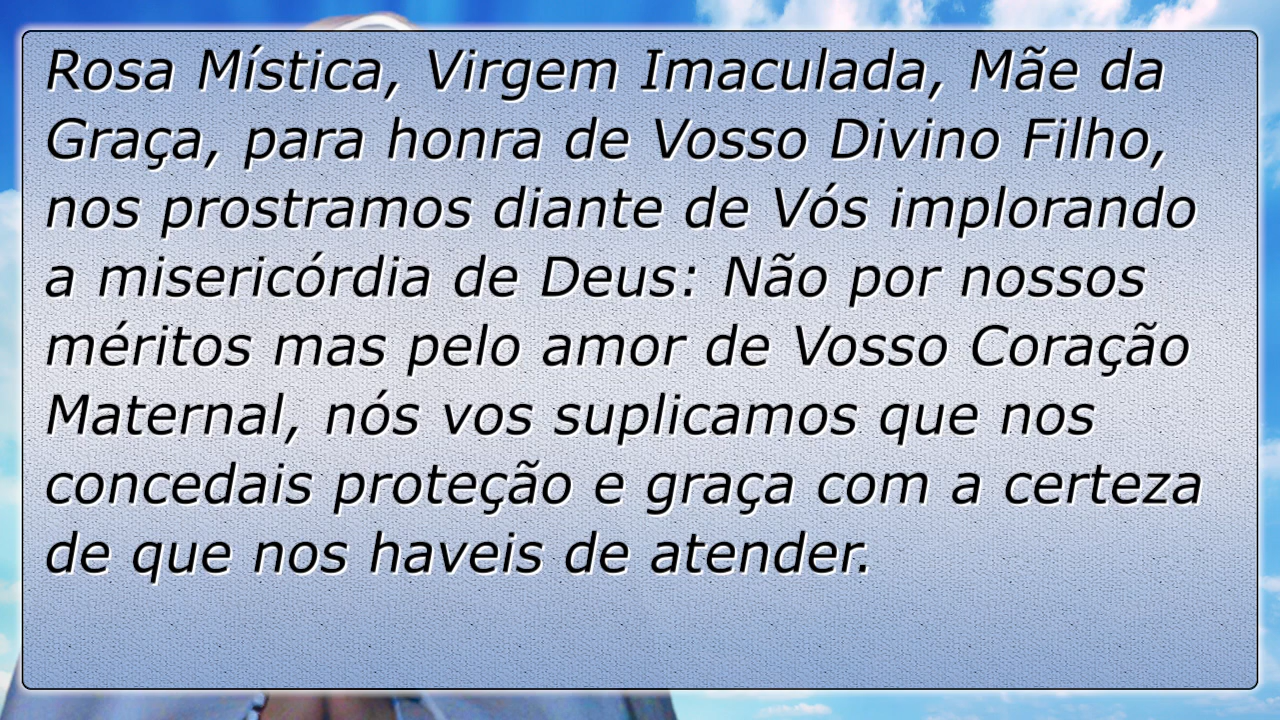 Rosa Mística, Virgem Imaculada, Mãe da
Graça, para honra de Vosso Divino Filho,
nos prostramos diante de Vós implorando
a misericórdia de Deus: Não por nossos
méritos mas pelo amor de Vosso Coração
Maternal, nós vos suplicamos que nos
concedais proteção e graça com a certeza
de que nos haveis de atender.